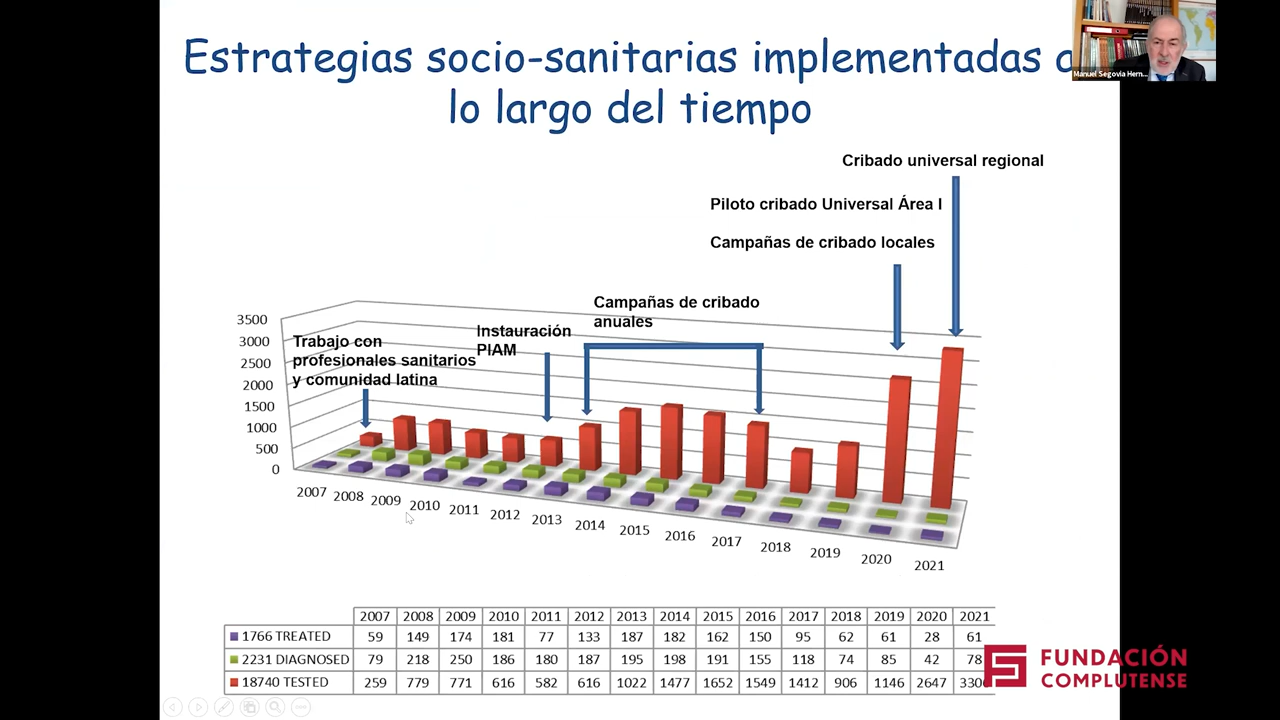 Estrategias socio-sanitarias implementadas a
lo largo del tiempo
Manuel Segovia Hern...
Cribado universal regional
Piloto cribado Universal Área I
Campañas de cribado locales
Campañas de cribado
anuales
Instauración
PIAM
Trabajo con
profesionales sanitarios
y comunidad latina
3500
3000
2500
2000
1500
1000
500
0
2007 2008 2009 2010 2011 2012 2013 2014 2015 2016 2017 2018 2019 2020 2021
2007 2008 2009 2010 2011 2012 2013 2014 2015 2016 2017 2018 2019 2020 2021
1766 TREATED 59 149 174 181 77 133 187 182 162 150 95 62 61 28 61
2231 DIAGNOSED 79 218 250 186 180 187 195 198 191 155 118 74 85 42 78
18740 TESTED 259 779 771 616 582 616 1022 1477 1652 1549 1412 906 1146 2647
FUNDACIÓN
COMPLUTENSE